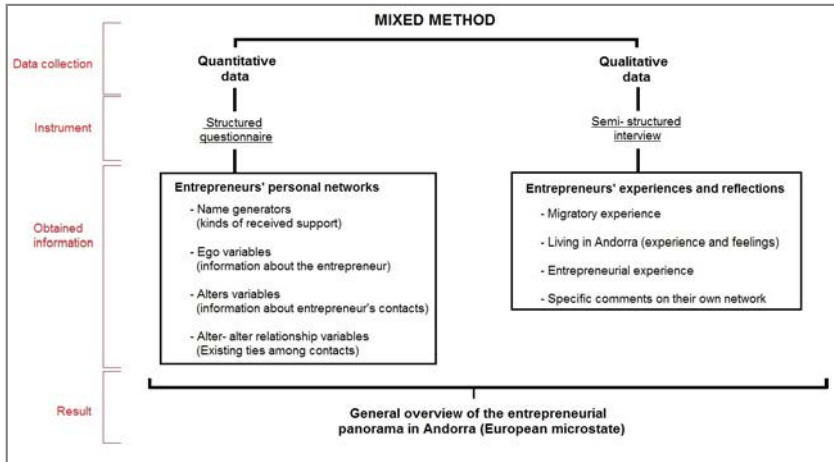 MIXED METHOD
Data collection
Quantitative
data
Qualitative
data
Instrument
Structured
questionnaire
Semi- structured
interview
Obtained
information
Entrepreneurs' personal networks
- Name generators
(kinds of received support)
- Ego variables
(information about the entrepreneur)
- Alters variables
(information about entrepreneur's contacts)
- Alter- alter relationship variables
(Existing ties among contacts)
Entrepreneurs' experiences and reflections
- Migratory experience
- Living in Andorra (experience and feelings)
- Entrepreneurial experience
- Specific comments on their own network
Result
General overview of the entrepreneurial
panorama in Andorra (European microstate)